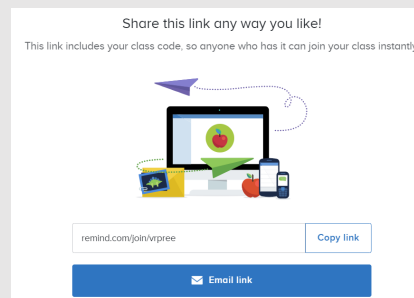 Share this link any way you like!
This link includes your class code, so anyone who has it can join your class instantly
remind.com/join/vrpree
Copy link
Email link